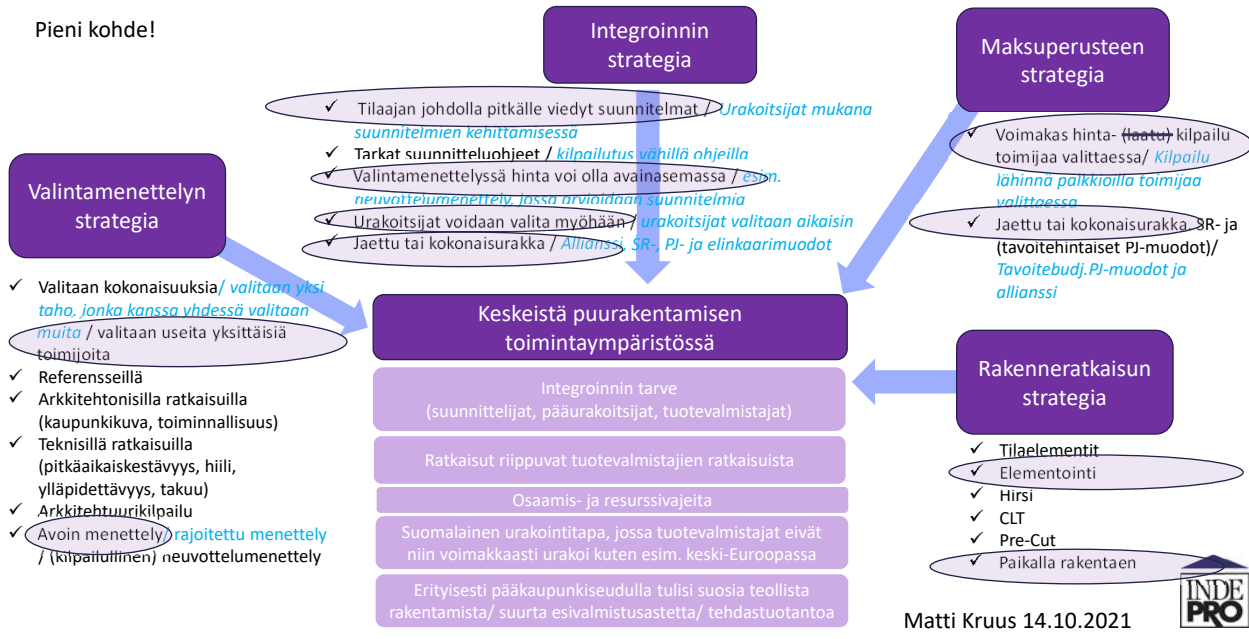 Pieni kohde!
Integroinnin
strategia
✓ Tilaajan johdolla pitkälle viedyt suunnitelmat / Urakoitsijat mukana
suunnitelmien kehittämisessä
✓ Tarkat suunnitteluohjeet / kilpailutus vähillä ohjeilla
✓ Valintamenettelyssä hinta voi olla avainasemassa / esim.
neuvottelumenettely, jossa arvioidaan suunnitelmia
✓ Urakoitsijat voidaan valita myöhään / urakoitsijat valitaan aikaisin
✓ Jaettu tai kokonaisurakka / Allianssi, SR-, PJ- ja elinkaarimuodot
Maksuperusteen
strategia
✓ Voimakas hinta- (laatu) kilpailu
toimijaa valittaessa/ Kilpailu
lähinnä palkkioilla toimijaa
valittaessa
✓ Jaettu tai kokonaisurakka, SR- ja
(tavoitehintaiset PJ-muodot)/
Tavoitebudj.PJ-muodot ja
allianssi
Valintamenettelyn
strategia
✓ Valitaan kokonaisuuksia/ valitaan yksi
taho, jonka kanssa yhdessä valitaan
muita / valitaan useita yksittäisiä
toimijoita
✓ Referensseillä
✓ Arkkitehtonisilla ratkaisuilla
(kaupunkikuva, toiminnallisuus)
✓ Teknisillä ratkaisuilla
(pitkäaikaiskestävyys, hiili,
ylläpidettävyys, takuu)
✓ Arkkitehtuurikilpailu
✓ Avoin menettely/ rajoitettu menettely
/ (kilpailullinen) neuvottelumenettely
Keskeistä puurakentamisen
toimintaympäristössä
Integroinnin tarve
(suunnittelijat, pääurakoitsijat, tuotevalmistajat)
Ratkaisut riippuvat tuotevalmistajien ratkaisuista
Osaamis- ja resurssivajeita
Suomalainen urakointitapa, jossa tuotevalmistajat eivät
niin voimakkaasti urakoi kuten esim. keski-Euroopassa
Erityisesti pääkaupunkiseudulla tulisi suosia teollista
rakentamista/ suurta esivalmistusastetta/ tehdastuotantoa
Rakenneratkaisun
strategia
✓ Tilaelementit
✓ Elementointi
✓ Hirsi
✓ CLT
✓ Pre-Cut
✓ Paikalla rakentaen
Matti Kruus 14.10.2021
INDE
PRO